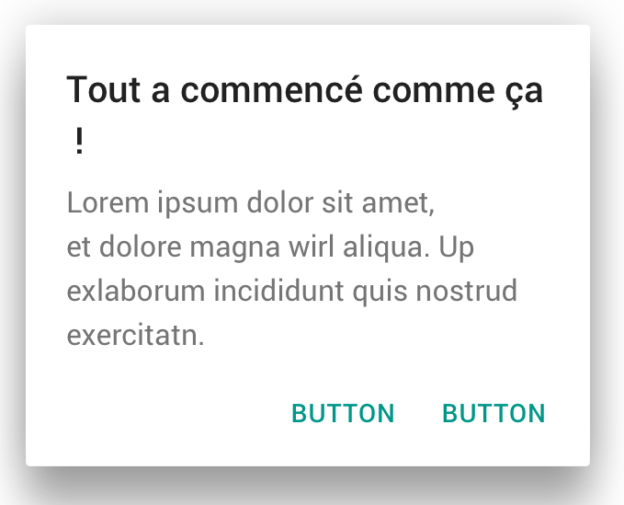 Tout a commencé comme ça
!
Lorem ipsum dolor sit amet,
et dolore magna wirl aliqua. Up
exlaborum incididunt quis nostrud
exercitatn.
BUTTON BUTTON